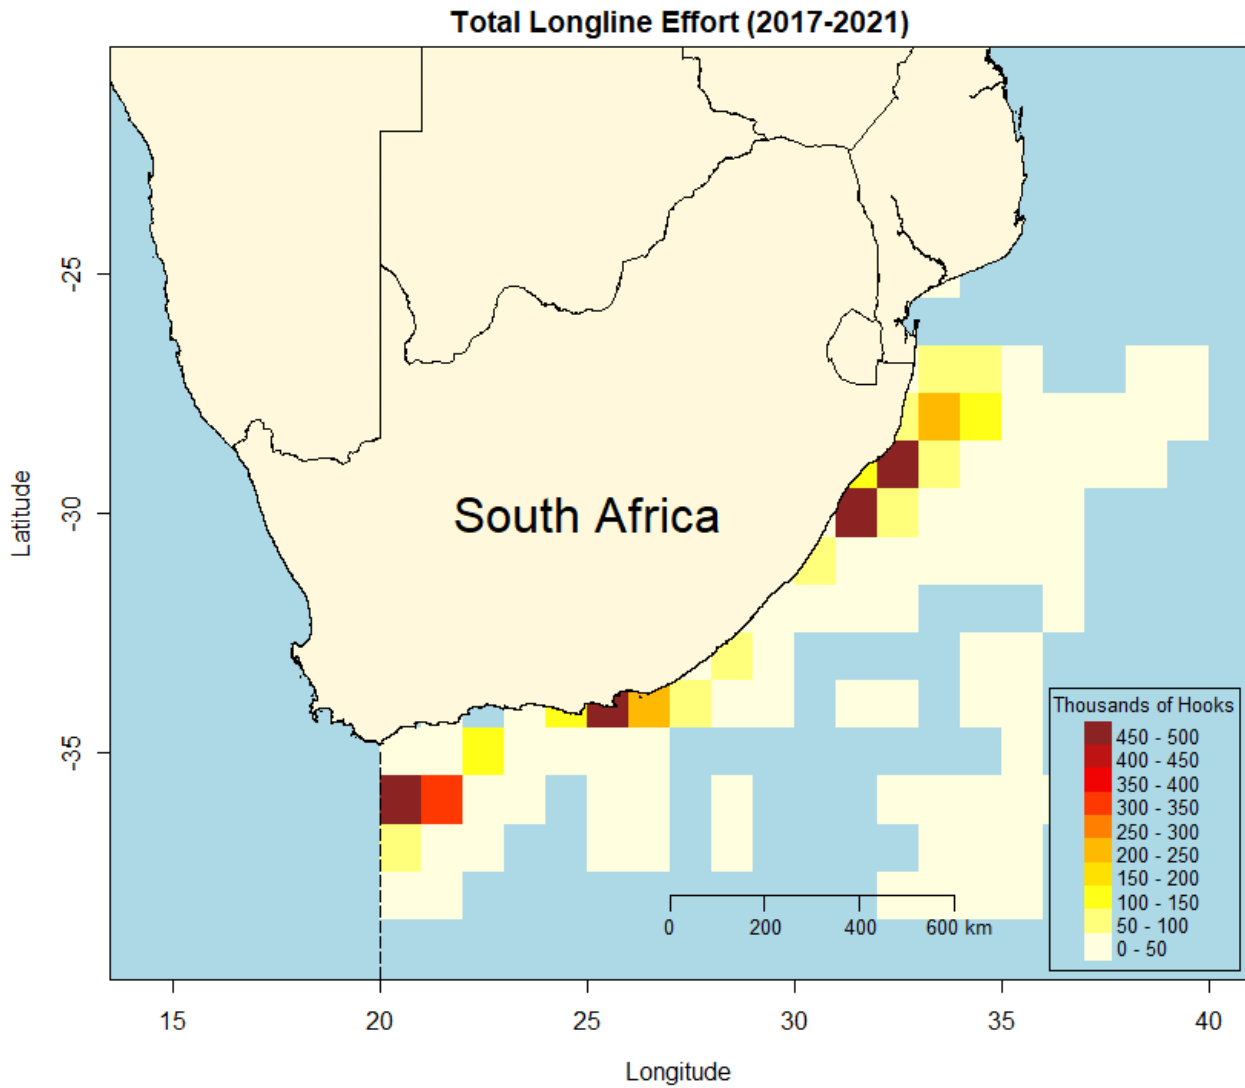 Total Longline Effort (2017-2021)
-25
-30
-35
Latitude
South Africa
Thousands of Hooks
450 - 500
400 - 450
350 - 400
300 - 350
250 - 300
200 - 250
150 - 200
100 - 150
50 - 100
0 - 50
0 200 400 600 km
15 20 25 30 35 40
Longitude